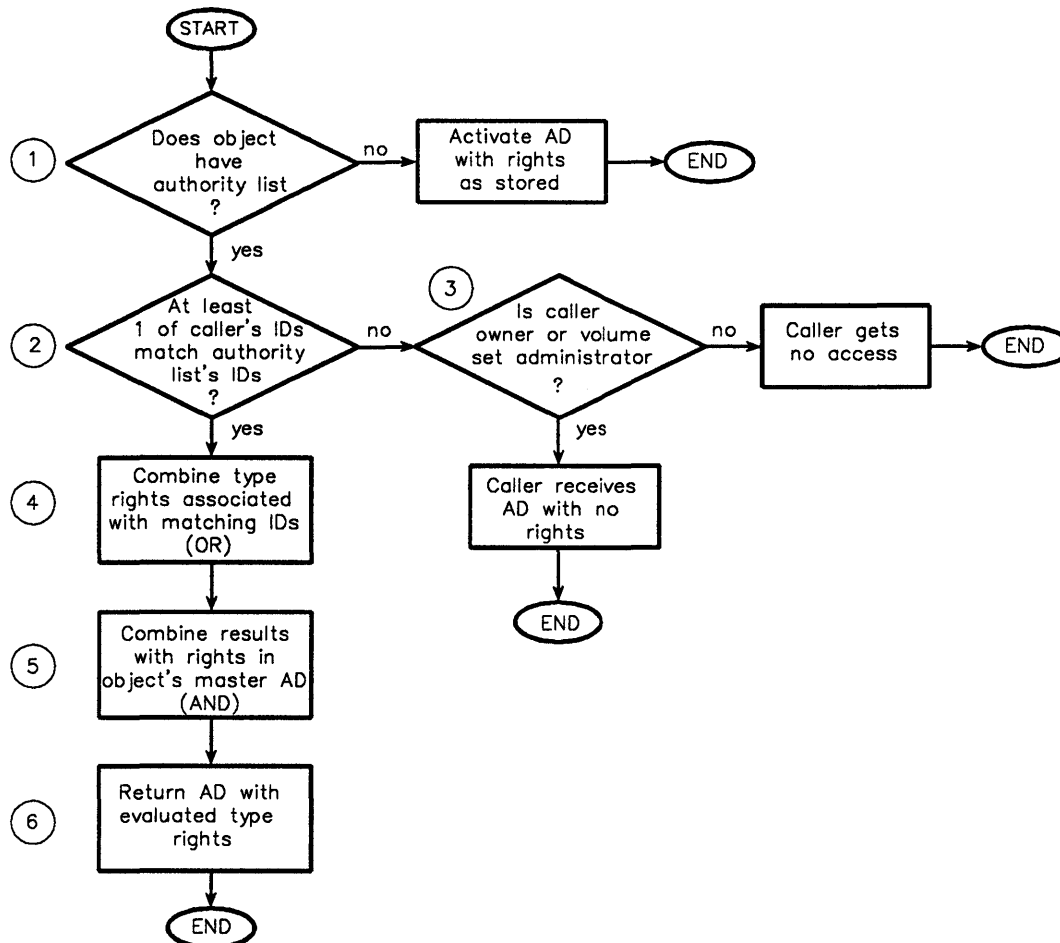 START
1
Does object
have
authority list
?
no
Activate AD
with rights
as stored
END
yes
2
At least
1 of caller's IDs
match authority
list's IDs
?
no
3
Is caller
owner or volume
set administrator
?
no
Caller gets
no access
END
yes
yes
4
Combine type
rights associated
with matching IDs
(OR)
Caller receives
AD with no
rights
END
5
Combine results
with rights in
object's master AD
(AND)
6
Return AD with
evaluated type
rights
END